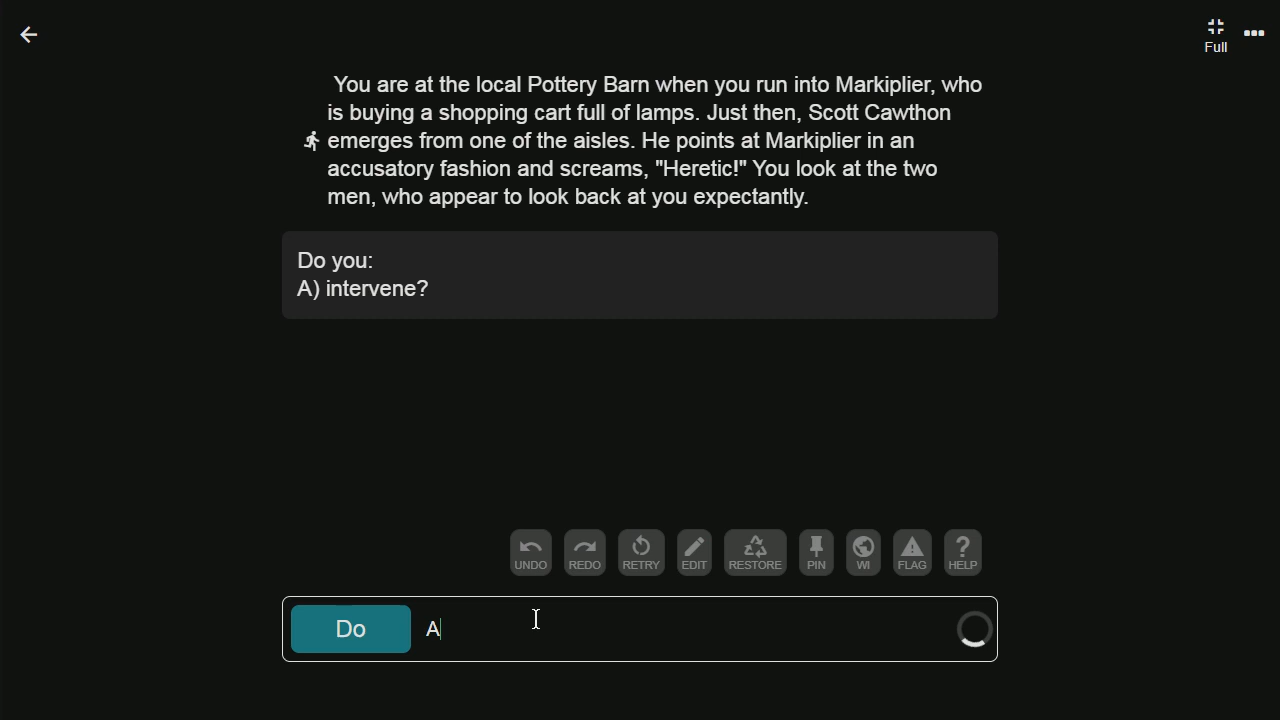 Full
You are at the local Pottery Barn when you run into Markiplier, who
is buying a shopping cart full of lamps. Just then, Scott Cawthon
emerges from one of the aisles. He points at Markiplier in an
accusatory fashion and screams, "Heretic!" You look at the two
men, who appear to look back at you expectantly.
Do you:
A) intervene?
UNDO REDO RETRY EDIT RESTORE PIN WI FLAG HELP
Do A